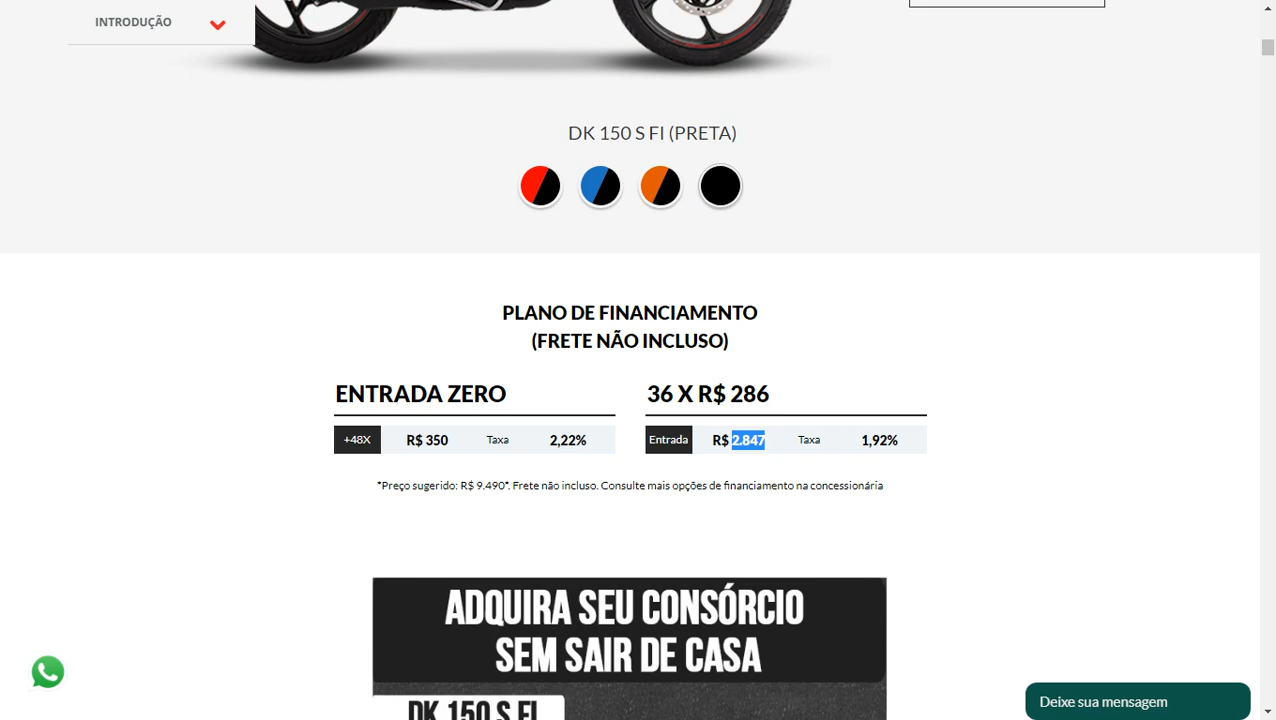 INTRODUÇÃO
DK 150 S FI (PRETA)
PLANO DE FINANCIAMENTO
(FRETE NÃO INCLUSO)
ENTRADA ZERO
+48X R$ 350 Taxa 2,22%
36 X R$ 286
Entrada R$ 2.847 Taxa 1,92%
*Preço sugerido: R$ 9.490*. Frete não incluso. Consulte mais opções de financiamento na concessionária
ADQUIRA SEU CONSÓRCIO
SEM SAIR DE CASA
DK 150 S FI
Deixe sua mensagem